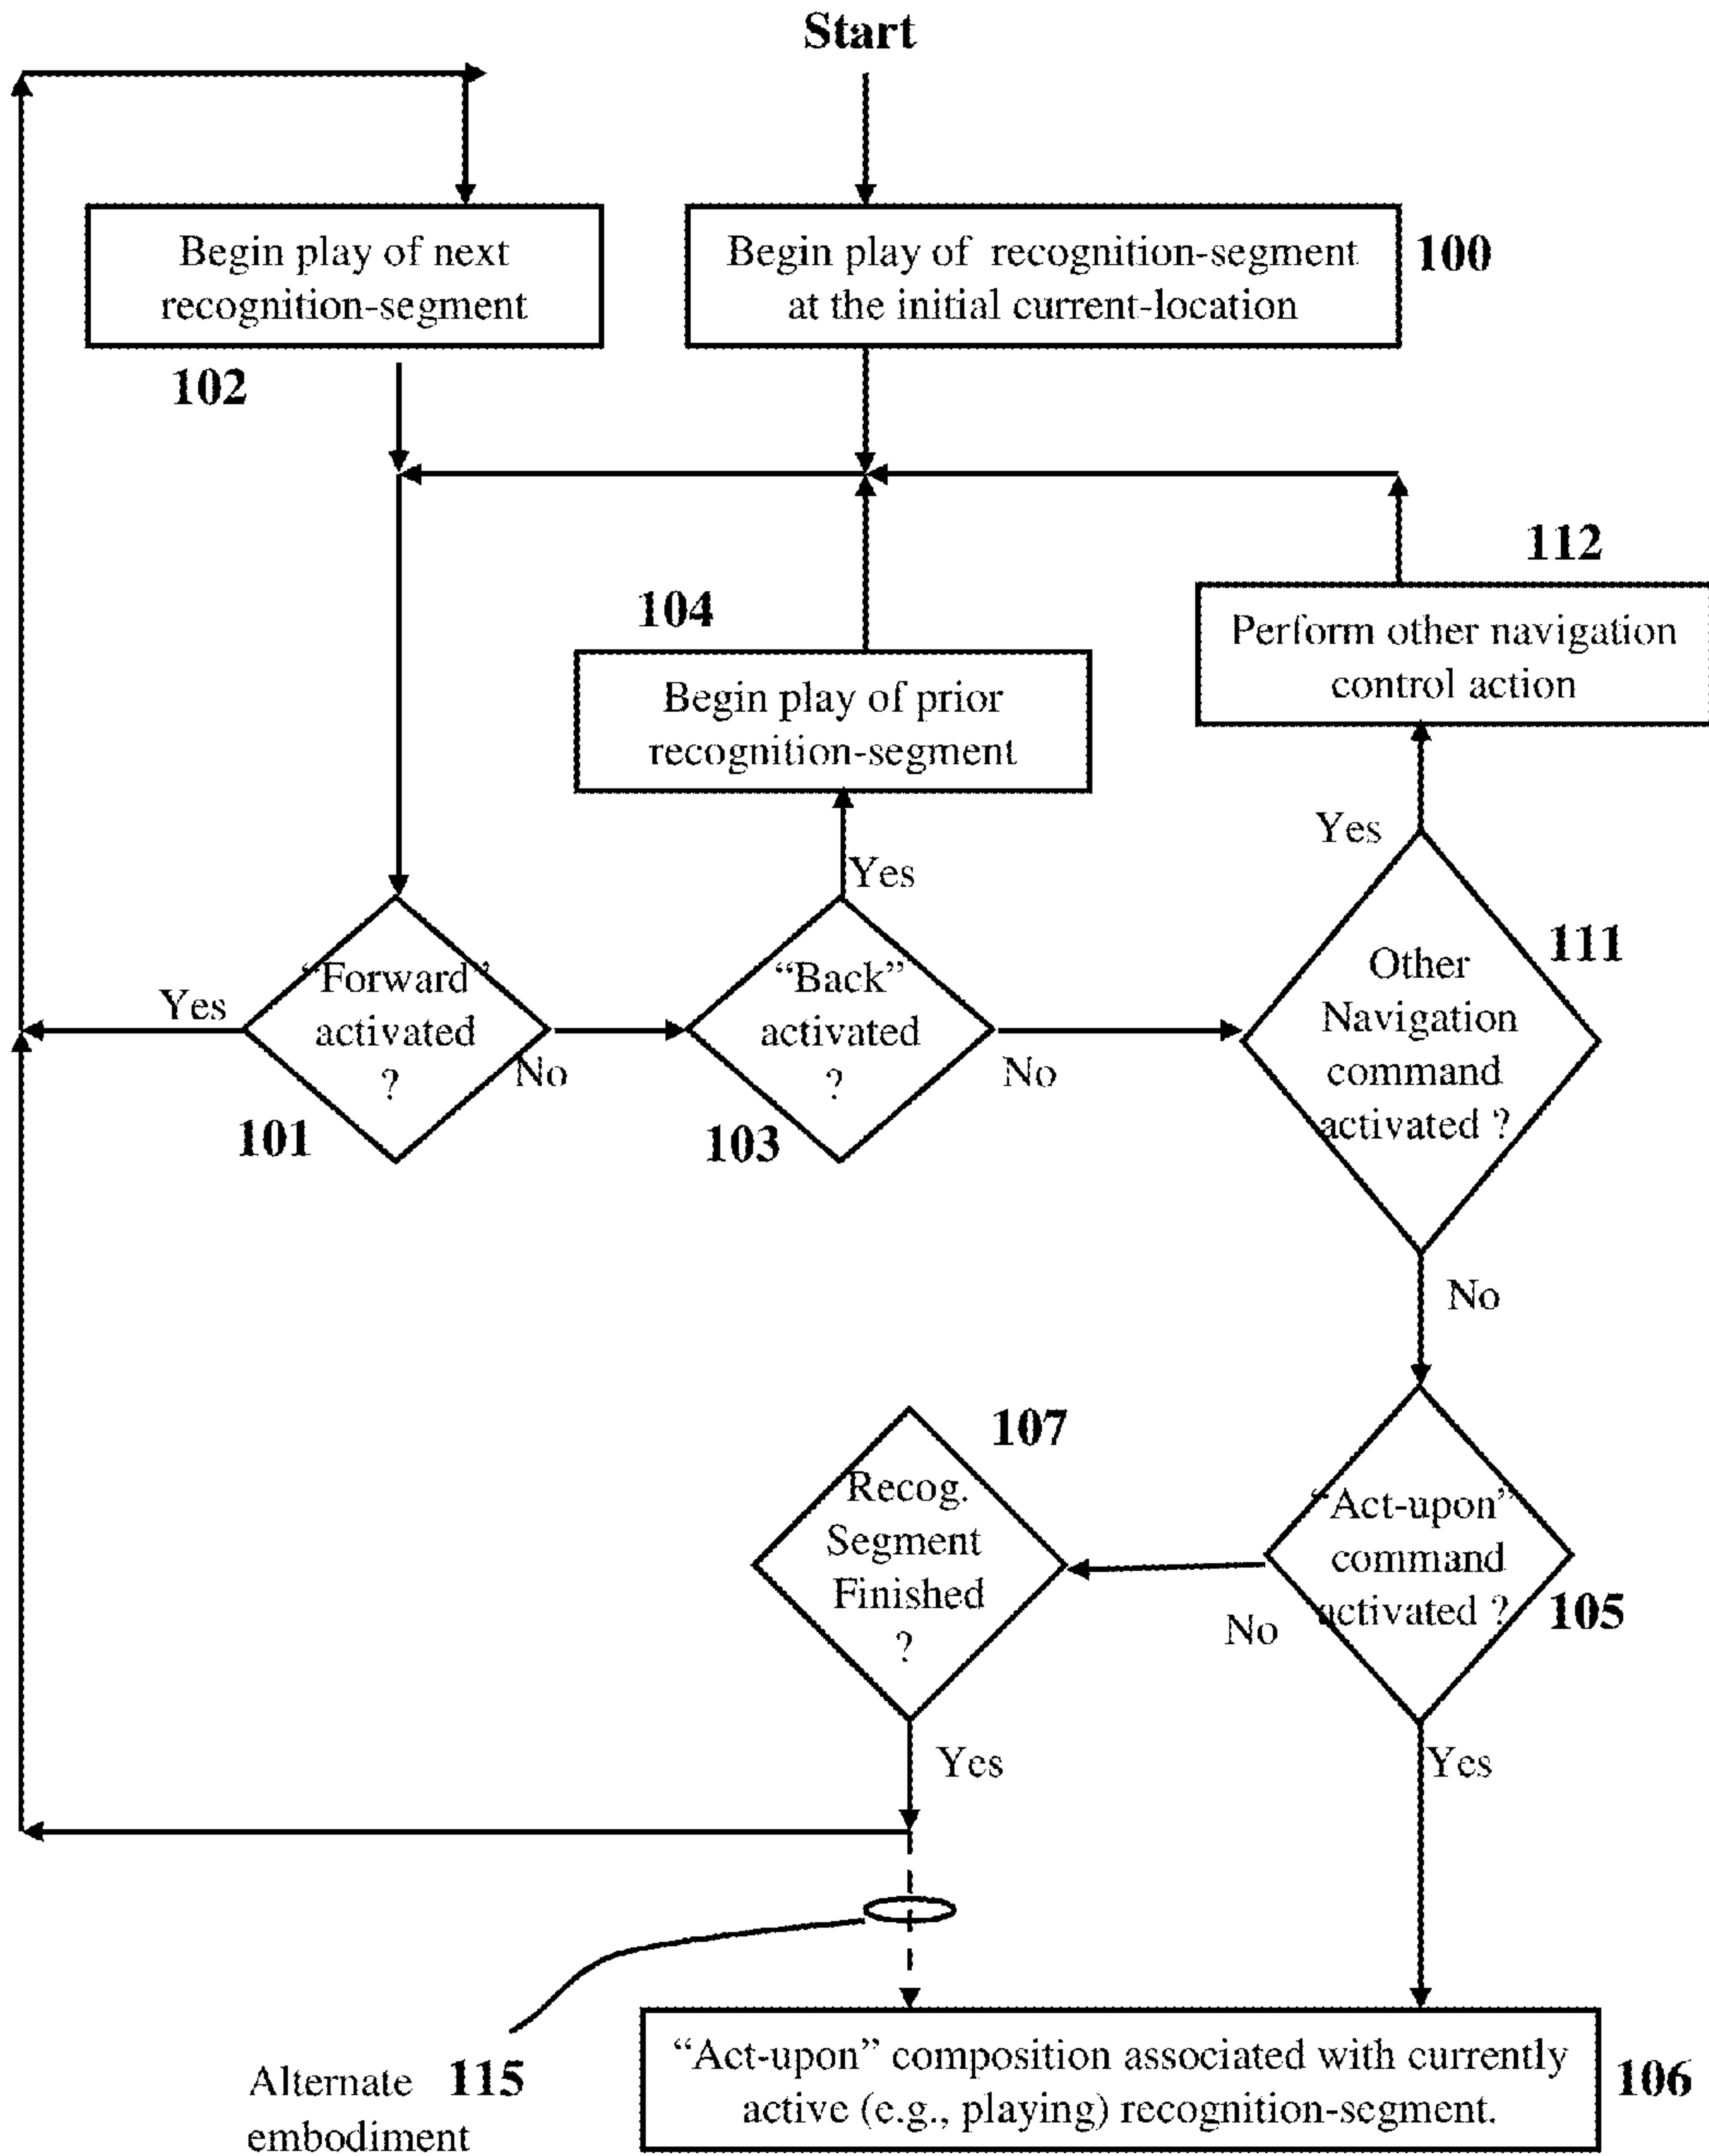 Start
Begin play of next
recognition-segment
102
Begin play of recognition-segment
at the initial current-location
100
112
Perform other navigation
control action
104
Begin play of prior
recognition-segment
Yes
Yes
Yes
“Forward”
activated
?
No
101
“Back”
activated
?
No
103
Other
Navigation
command
activated ?
111
No
107
Recog.
Segment
Finished
?
Yes
“Act-upon”
command
activated ?
105
No
Yes
Alternate 115
embodiment
“Act-upon” composition associated with currently
active (e.g., playing) recognition-segment.
106